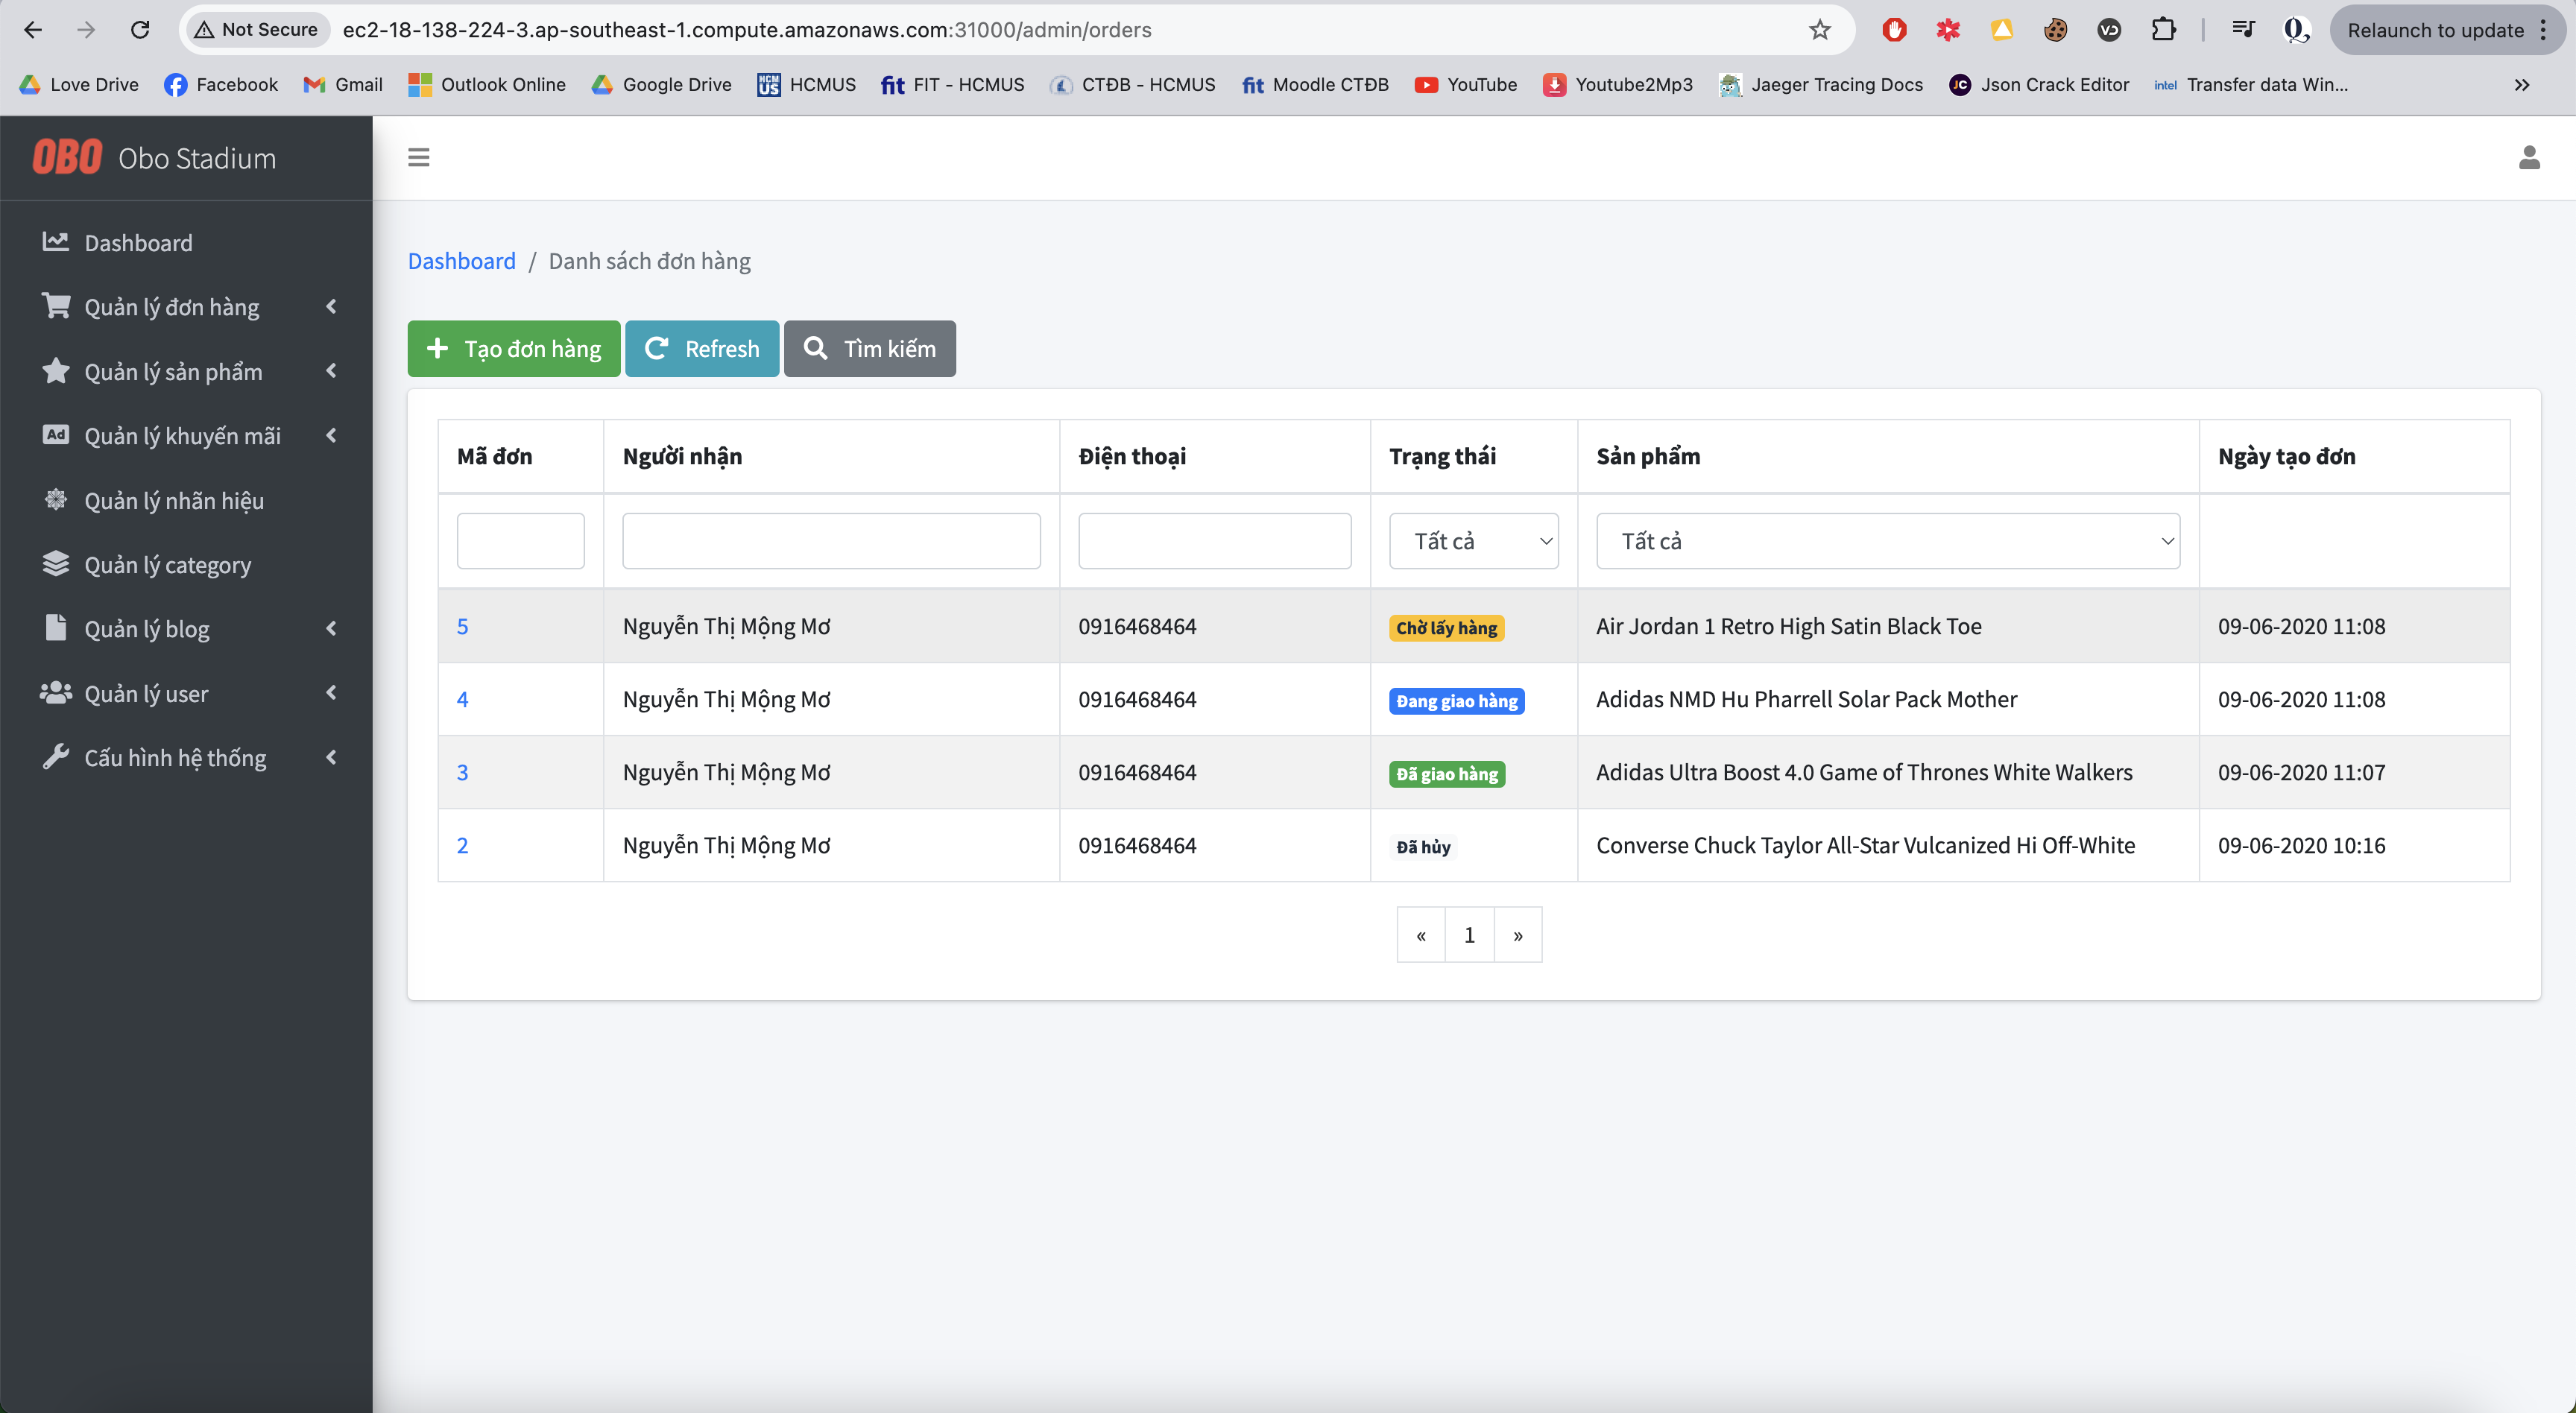 Not Secure ec2-18-138-224-3.ap-southeast-1.compute.amazonaws.com:31000/admin/orders Relaunch to update
Love Drive Facebook Gmail Outlook Online Google Drive HCMUS fit FIT - HCMUS CTĐB - HCMUS fit Moodle CTĐB YouTube Youtube2Mp3 Jaeger Tracing Docs JC Json Crack Editor intel Transfer data Win...
OBO Obo Stadium
Dashboard
Quản lý đơn hàng
Quản lý sản phẩm
Ad Quản lý khuyến mãi
Quản lý nhãn hiệu
Quản lý category
Quản lý blog
Quản lý user
Cấu hình hệ thống
Dashboard / Danh sách đơn hàng
Tạo đơn hàng Refresh Tìm kiếm
Mã đơn Người nhận Điện thoại Trạng thái Sản phẩm Ngày tạo đơn
Tất cả Tất cả
5 Nguyễn Thị Mộng Mơ 0916468464 Chờ lấy hàng Air Jordan 1 Retro High Satin Black Toe 09-06-2020 11:08
4 Nguyễn Thị Mộng Mơ 0916468464 Đang giao hàng Adidas NMD Hu Pharrell Solar Pack Mother 09-06-2020 11:08
3 Nguyễn Thị Mộng Mơ 0916468464 Đã giao hàng Adidas Ultra Boost 4.0 Game of Thrones White Walkers 09-06-2020 11:07
2 Nguyễn Thị Mộng Mơ 0916468464 Đã hủy Converse Chuck Taylor All-Star Vulcanized Hi Off-White 09-06-2020 10:16
« 1 »